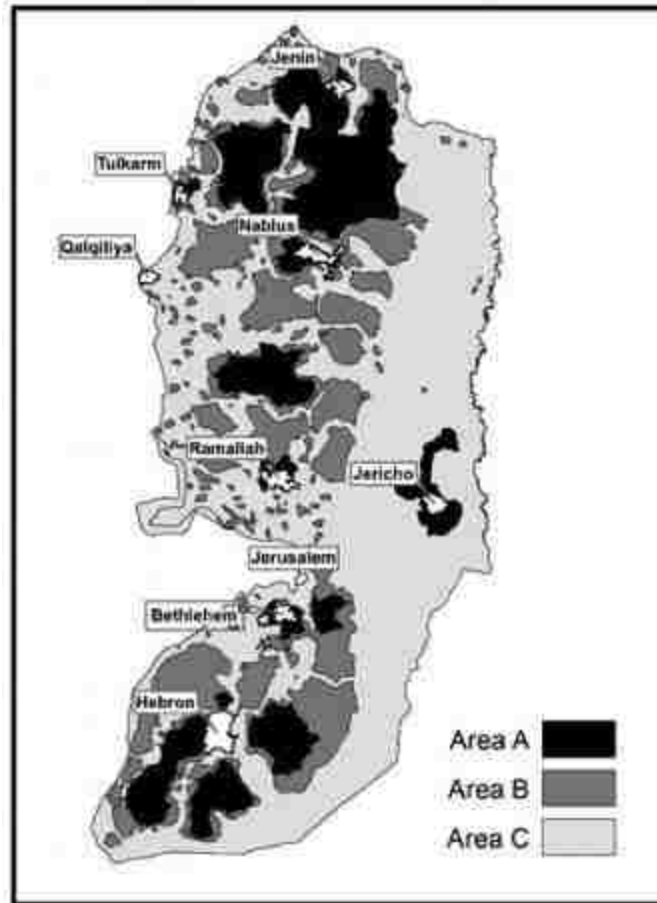 Jenin
Tulkarm
Nablus
Qalqiliya
Ramallah
Jericho
Jerusalem
Bethlehem
Hebron
Area A
Area B
Area C